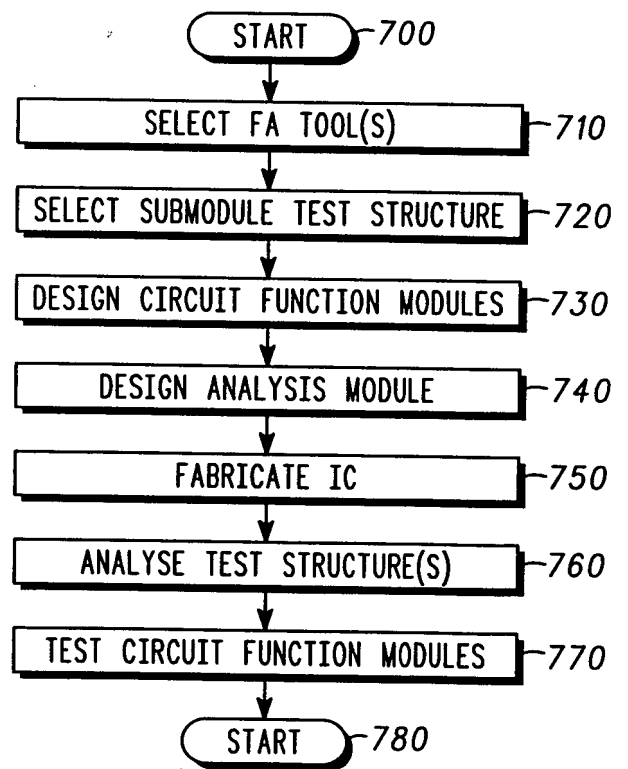 START 700
SELECT FA TOOL(S) 710
SELECT SUBMODULE TEST STRUCTURE 720
DESIGN CIRCUIT FUNCTION MODULES 730
DESIGN ANALYSIS MODULE 740
FABRICATE IC 750
ANALYSE TEST STRUCTURE(S) 760
TEST CIRCUIT FUNCTION MODULES 770
START 780